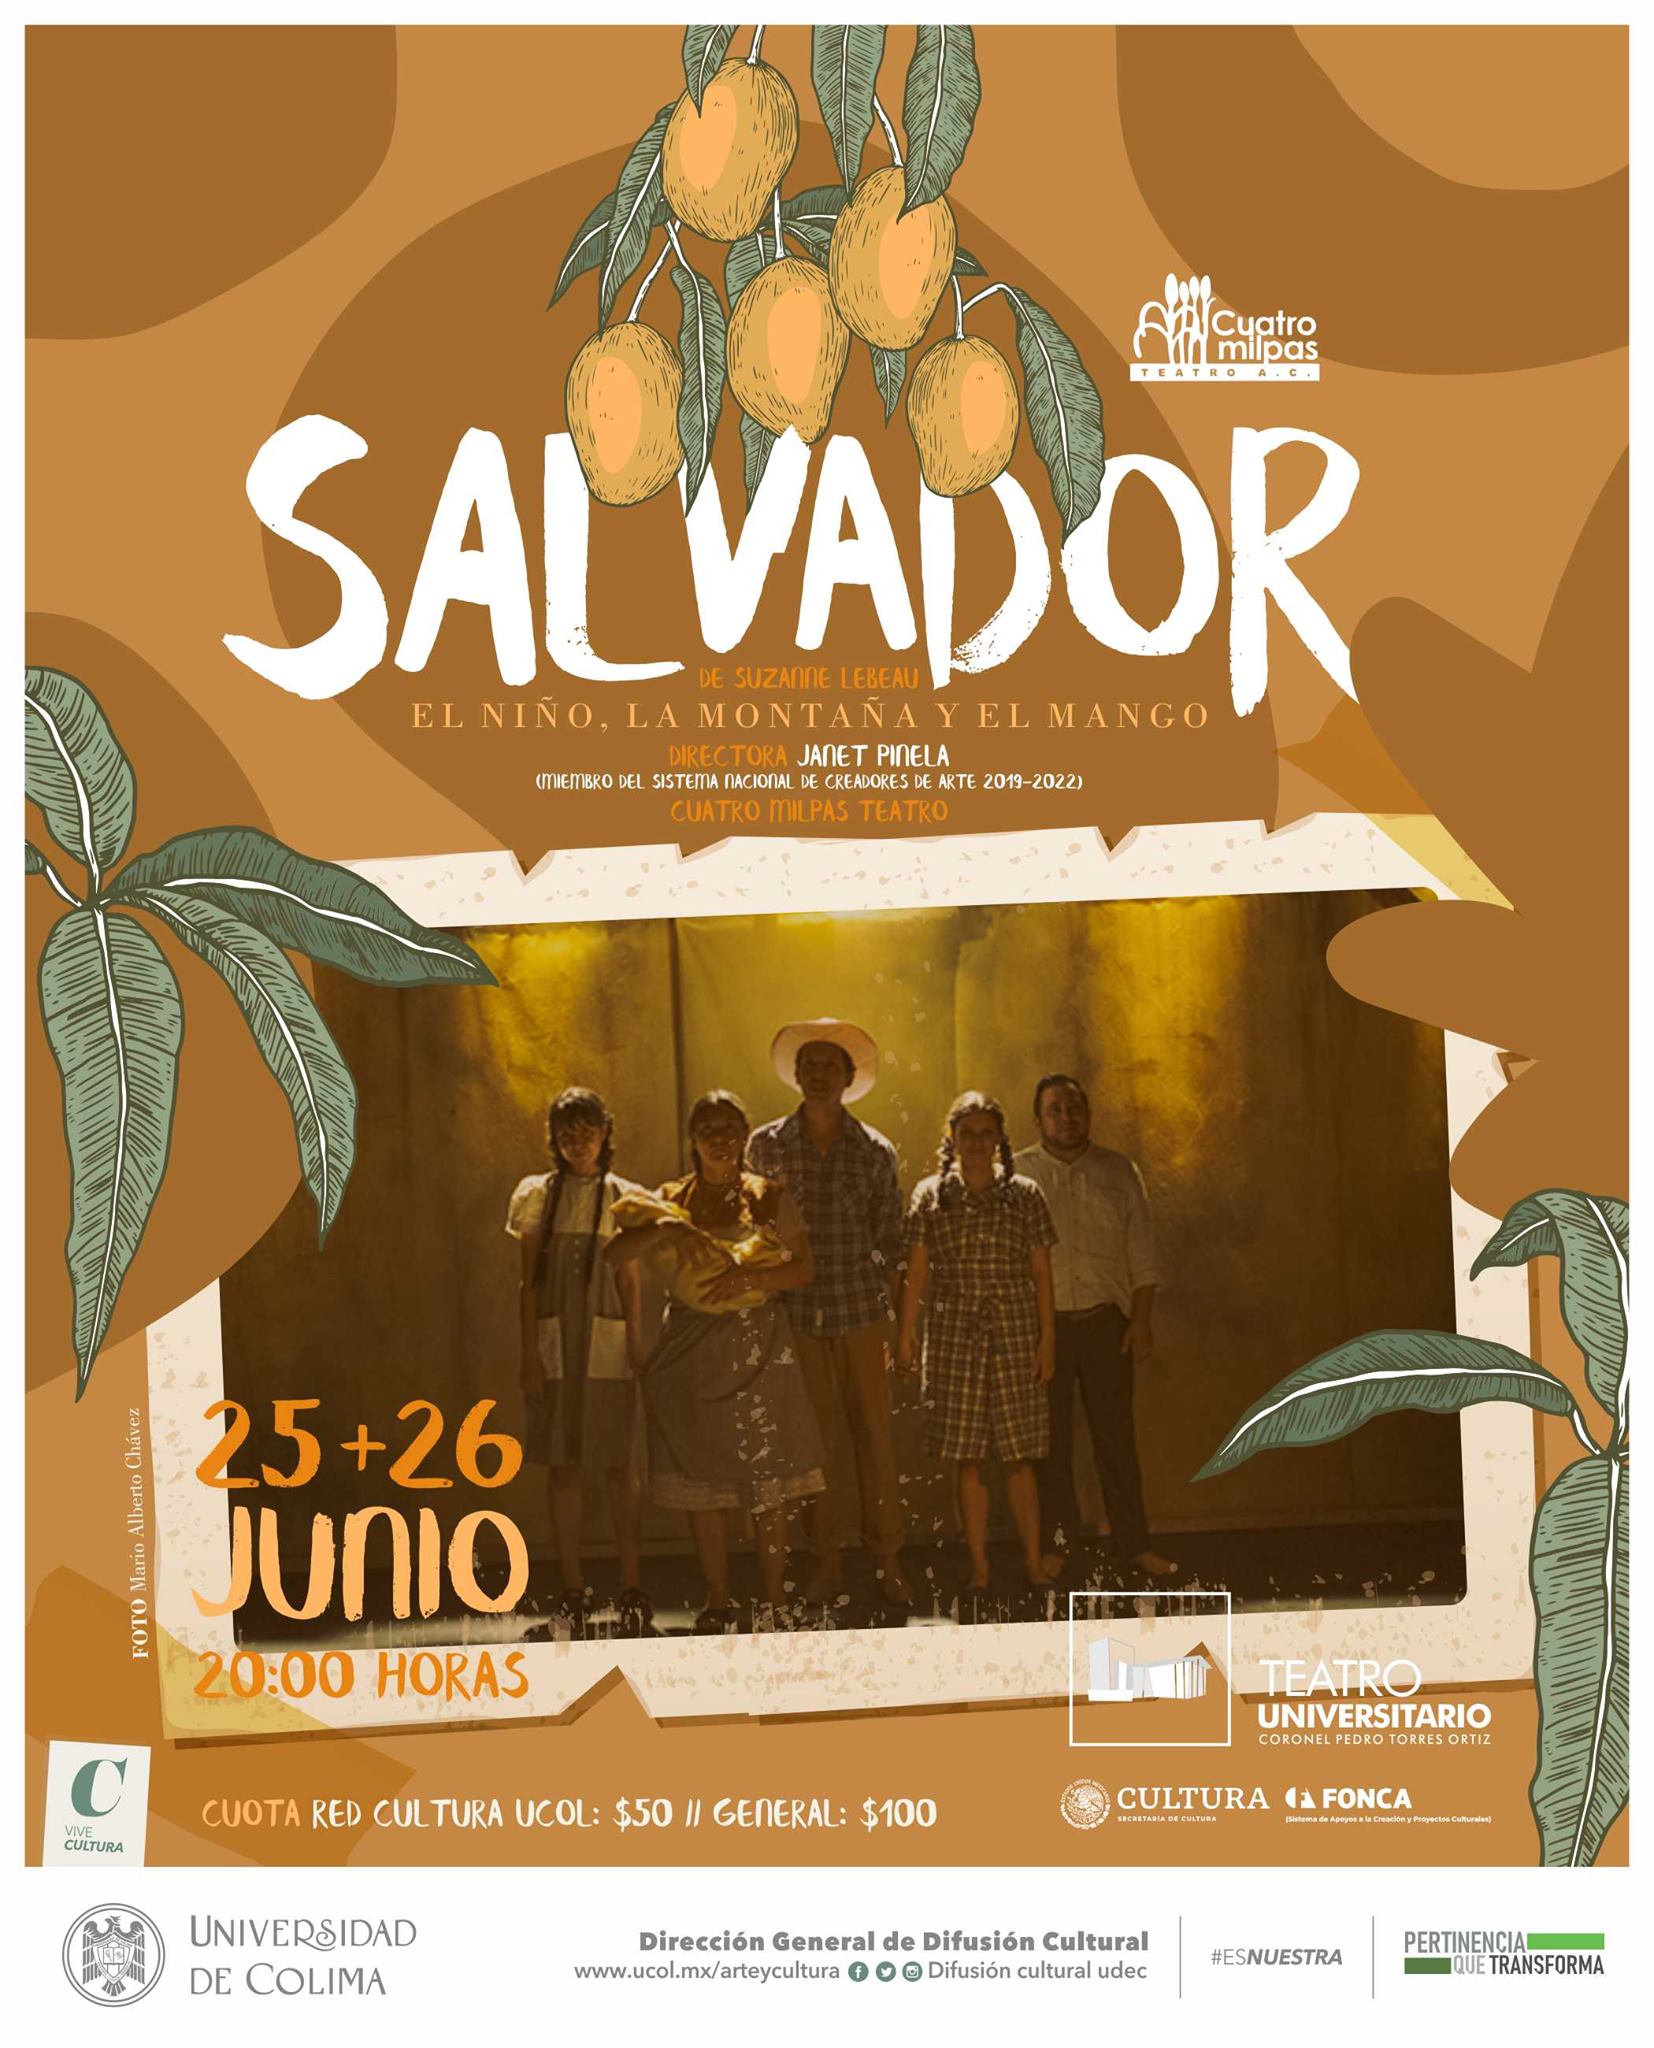 Cuatro
milpas
TEATRO A.C.
SALVADOR
DE SUZANNE LEBEAU
EL NIÑO, LA MONTAÑA Y EL MANGO
DIRECTORA JANET PINELA
(MIEMBRO DEL SISTEMA NACIONAL DE CREADORES DE ARTE 2019-2022)
CUATRO MILPAS TEATRO
FOTO Mario Alberto Chávez
25+26
JUNIO
20:00 HORAS
TEATRO
UNIVERSITARIO
CORONEL PEDRO TORRES ORTIZ
C
VIVE
CULTURA
CUOTA RED CULTURA UCOL: $50 // GENERAL: $100
CULTURA
SECRETARÍA DE CULTURA
FONCA
(Sistema de Apoyos a la Creación y Proyectos Culturales)
UNIVERSIDAD
DE COLIMA
Dirección General de Difusión Cultural
www.ucol.mx/arteycultura Difusión cultural udec
#ESNUESTRA
PERTINENCIA
QUE TRANSFORMA